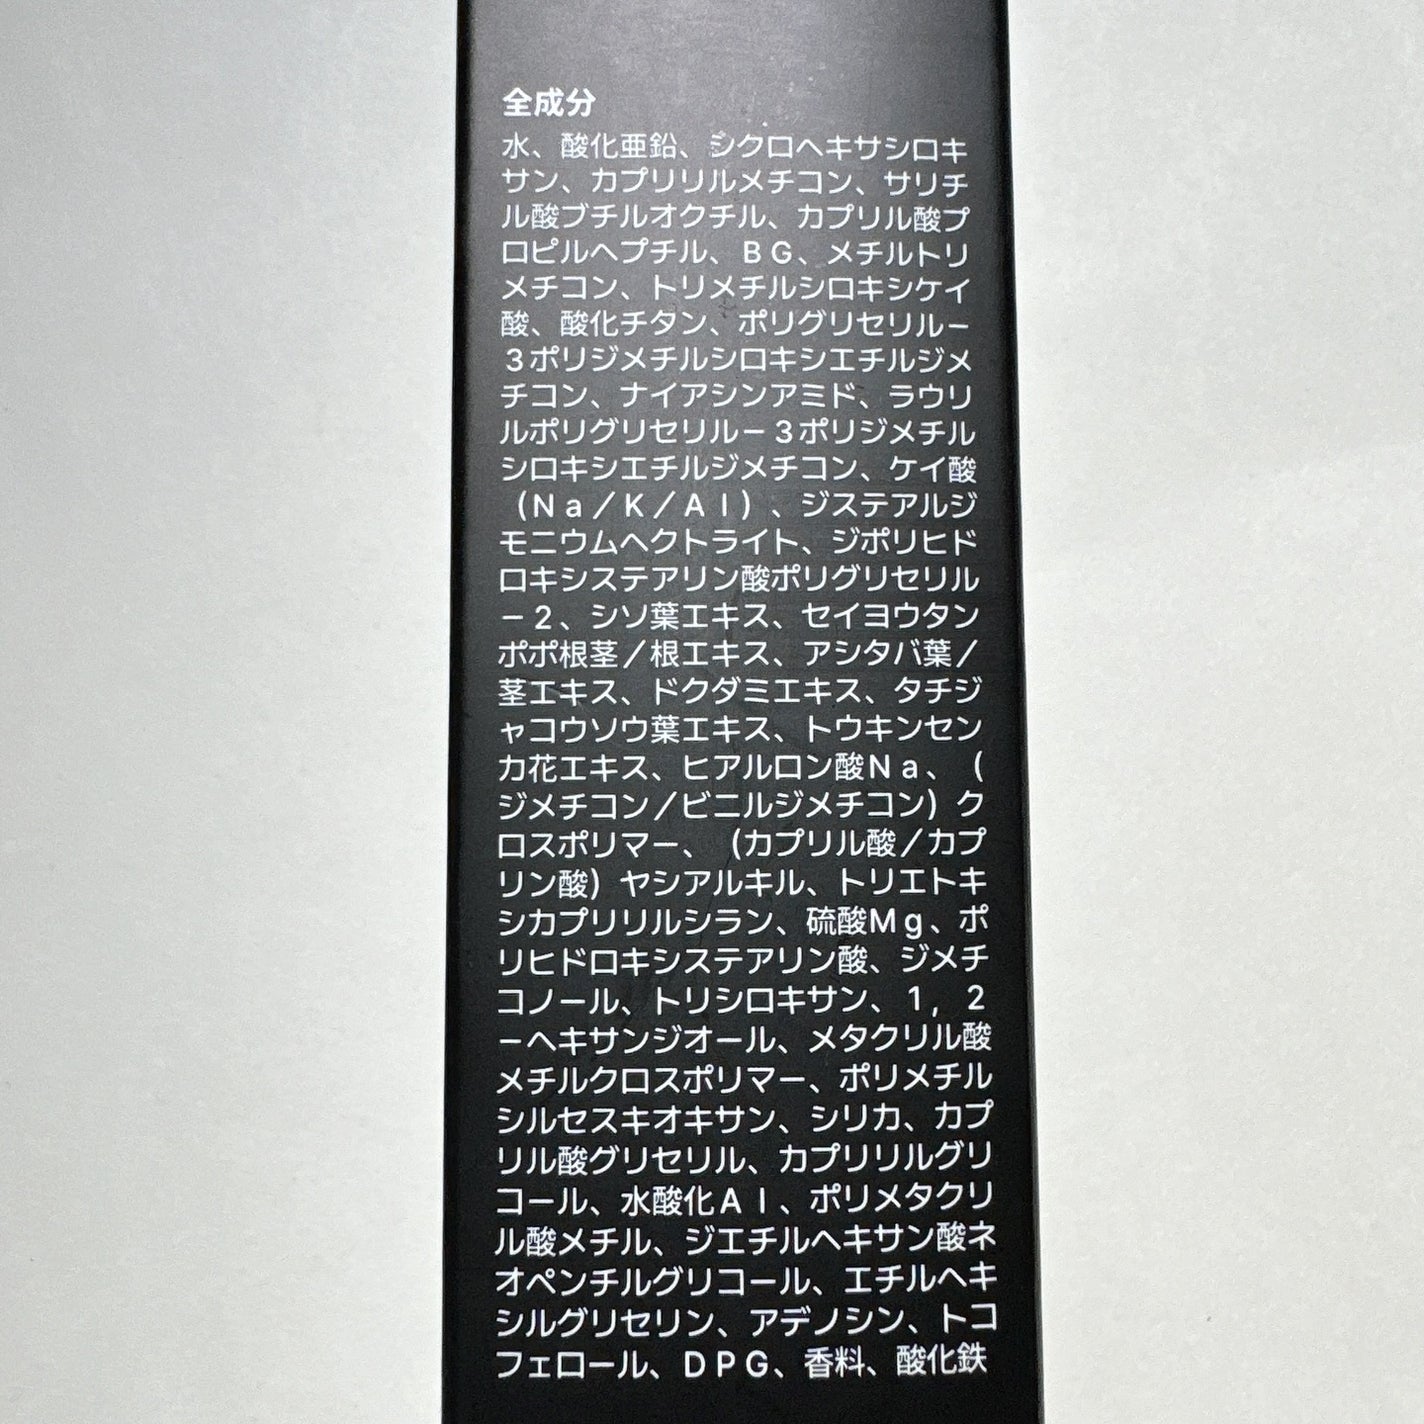 全成分
水、酸化亜鉛、シクロヘキサシロキ
サン、カプリリルメチコン、サリチ
ル酸ブチルオクチル、カプリル酸プ
ロピルヘプチル、BG、メチルトリ
メチコン、トリメチルシロキシケイ
酸、酸化チタン、ポリグリセリル－
3ポリジメチルシロキシエチルジメ
チコン、ナイアシンアミド、ラウリ
ルポリグリセリル－3ポリジメチル
シロキシエチルジメチコン、ケイ酸
（Na／K／Al）、ジステアルジ
モニウムヘクトライト、ジポリヒド
ロキシステアリン酸ポリグリセリル
－2、シソ葉エキス、セイヨウタン
ポポ根茎／根エキス、アシタバ葉／
茎エキス、ドクダミエキス、タチジ
ャコウソウ葉エキス、トウキンセン
カ花エキス、ヒアルロン酸Na、（
ジメチコン／ビニルジメチコン）ク
ロスポリマー、（カプリル酸／カプ
リン酸）ヤシアルキル、トリエトキ
シカプリリルシラン、硫酸Mg、ポ
リヒドロキシステアリン酸、ジメチ
コノール、トリシロキサン、1，2
－ヘキサンジオール、メタクリル酸
メチルクロスポリマー、ポリメチル
シルセスキオキサン、シリカ、カプ
リル酸グリセリル、カプリリルグリ
コール、水酸化Al、ポリメタクリ
ル酸メチル、ジエチルヘキサン酸ネ
オペンチルグリコール、エチルヘキ
シルグリセリン、アデノシン、トコ
フェロール、DPG、香料、酸化鉄